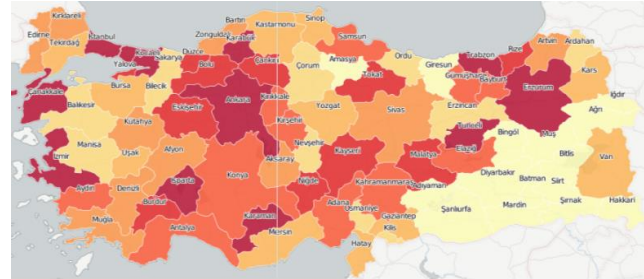 Kırklareli
Edirne
Tekirdağ
İstanbul
Kocaeli
Yalova
Sakarya
Düzce
Zonguldak
Bartın
Karabük
Kastamonu
Sinop
Samsun
Bolu
Çankırı
Çorum
Amasya
Tokat
Ordu
Giresun
Trabzon
Rize
Artvin
Ardahan
Kars
Iğdır
Gümüşhane
Bayburt
Erzurum
Ağrı
Çanakkale
Balıkesir
Bursa
Bilecik
Eskişehir
Ankara
Kırıkkale
Yozgat
Sivas
Erzincan
Tunceli
Bingöl
Muş
Kütahya
Kırşehir
Manisa
Uşak
Afyon
İzmir
Nevşehir
Kayseri
Malatya
Elazığ
Bitlis
Van
Aksaray
Konya
Niğde
Kahramanmaraş
Adıyaman
Diyarbakır
Batman
Siirt
Aydın
Denizli
Isparta
Burdur
Muğla
Antalya
Karaman
Mersin
Adana
Osmaniye
Gaziantep
Kilis
Hatay
Şanlıurfa
Mardin
Şırnak
Hakkari